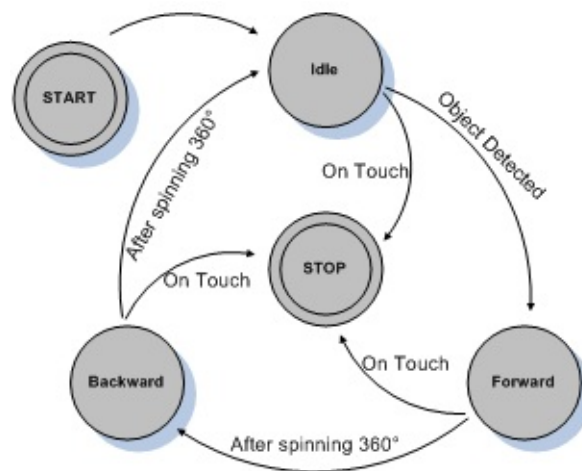 START
Idle
Object Detected
After spinning 360°
On Touch
STOP
On Touch
On Touch
Backward
Forward
After spinning 360°